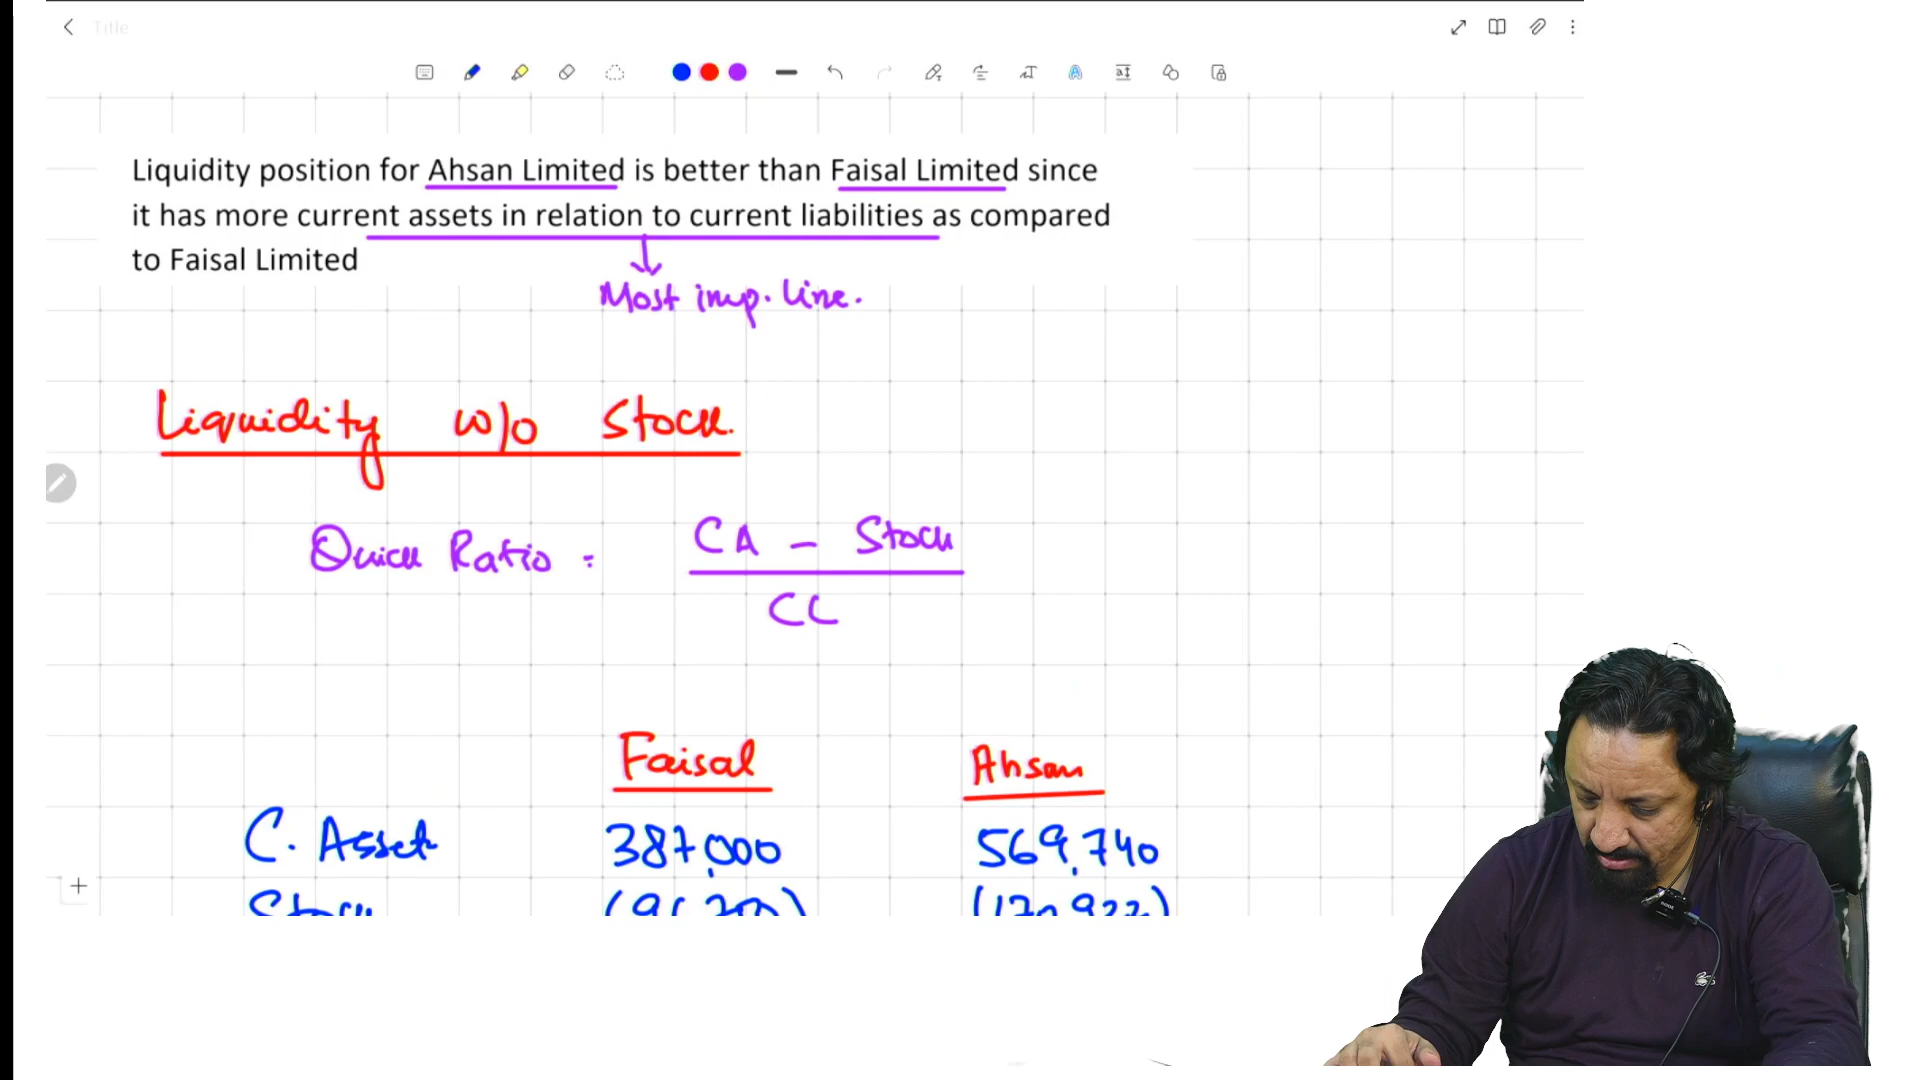 Title
Liquidity position for Ahsan Limited is better than Faisal Limited since
it has more current assets in relation to current liabilities as compared
to Faisal Limited
Most imp. line.
Liquidity w/o Stock.
Quick Ratio = CA - Stock
CL
Faisal Ahsan
C. Asset 387,000 569,740
Stock